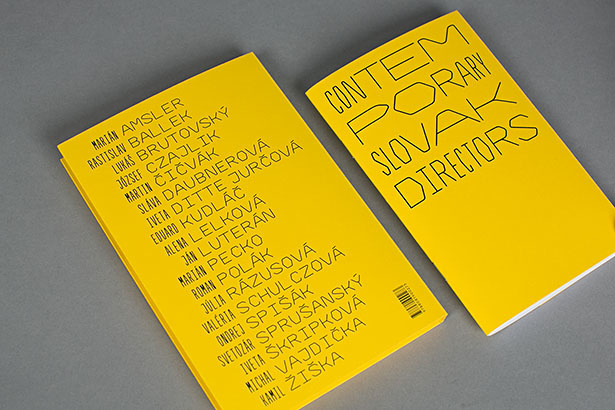 MARIÁN AMSLER
RASTISLAV BALLEK
LUKÁŠ BRUTOVSKÝ
JÓZSEF CZAJLIK
MARTIN ČIČVÁK
SLÁVA DAUBNEROVÁ
IVETA DITTE JURČOVÁ
EDUARD KUDLÁČ
ALENA LELKOVÁ
JÁN LUTERÁN
MARIÁN PECKO
ROMAN POLÁK
JÚLIA RÁZUSOVÁ
VALÉRIA SCHULCZOVÁ
ONDREJ SPIŠÁK
SVETOZÁR SPRUŠANSKÝ
IVETA ŠKRIPKOVÁ
MICHAL VAJDIČKA
KAMIL ŽIŠKA
CONTEM
PORARY
SLOVAK
DIRECTORS